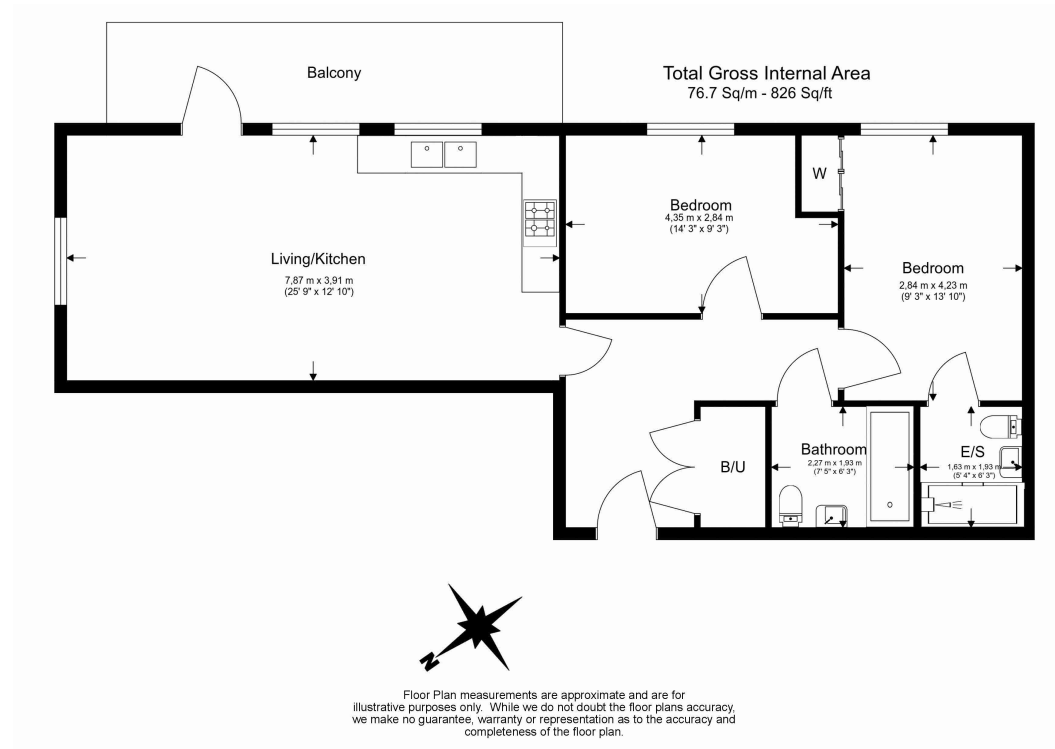 Balcony
Total Gross Internal Area
76.7 Sq/m - 826 Sq/ft
W
Bedroom
4,35 m x 2,84 m
(14' 3" x 9' 3")
Living/Kitchen
7,87 m x 3,91 m
(25' 9" x 12' 10")
Bedroom
2,84 m x 4,23 m
(9' 3" x 13' 10")
B/U
Bathroom
2,27 m x 1,93 m
(7' 5" x 6' 3")
E/S
1,63 m x 1,93 m
(5' 4" x 6' 3")
N
Floor Plan measurements are approximate and are for
illustrative purposes only. While we do not doubt the floor plans accuracy,
we make no guarantee, warranty or representation as to the accuracy and
completeness of the floor plan.